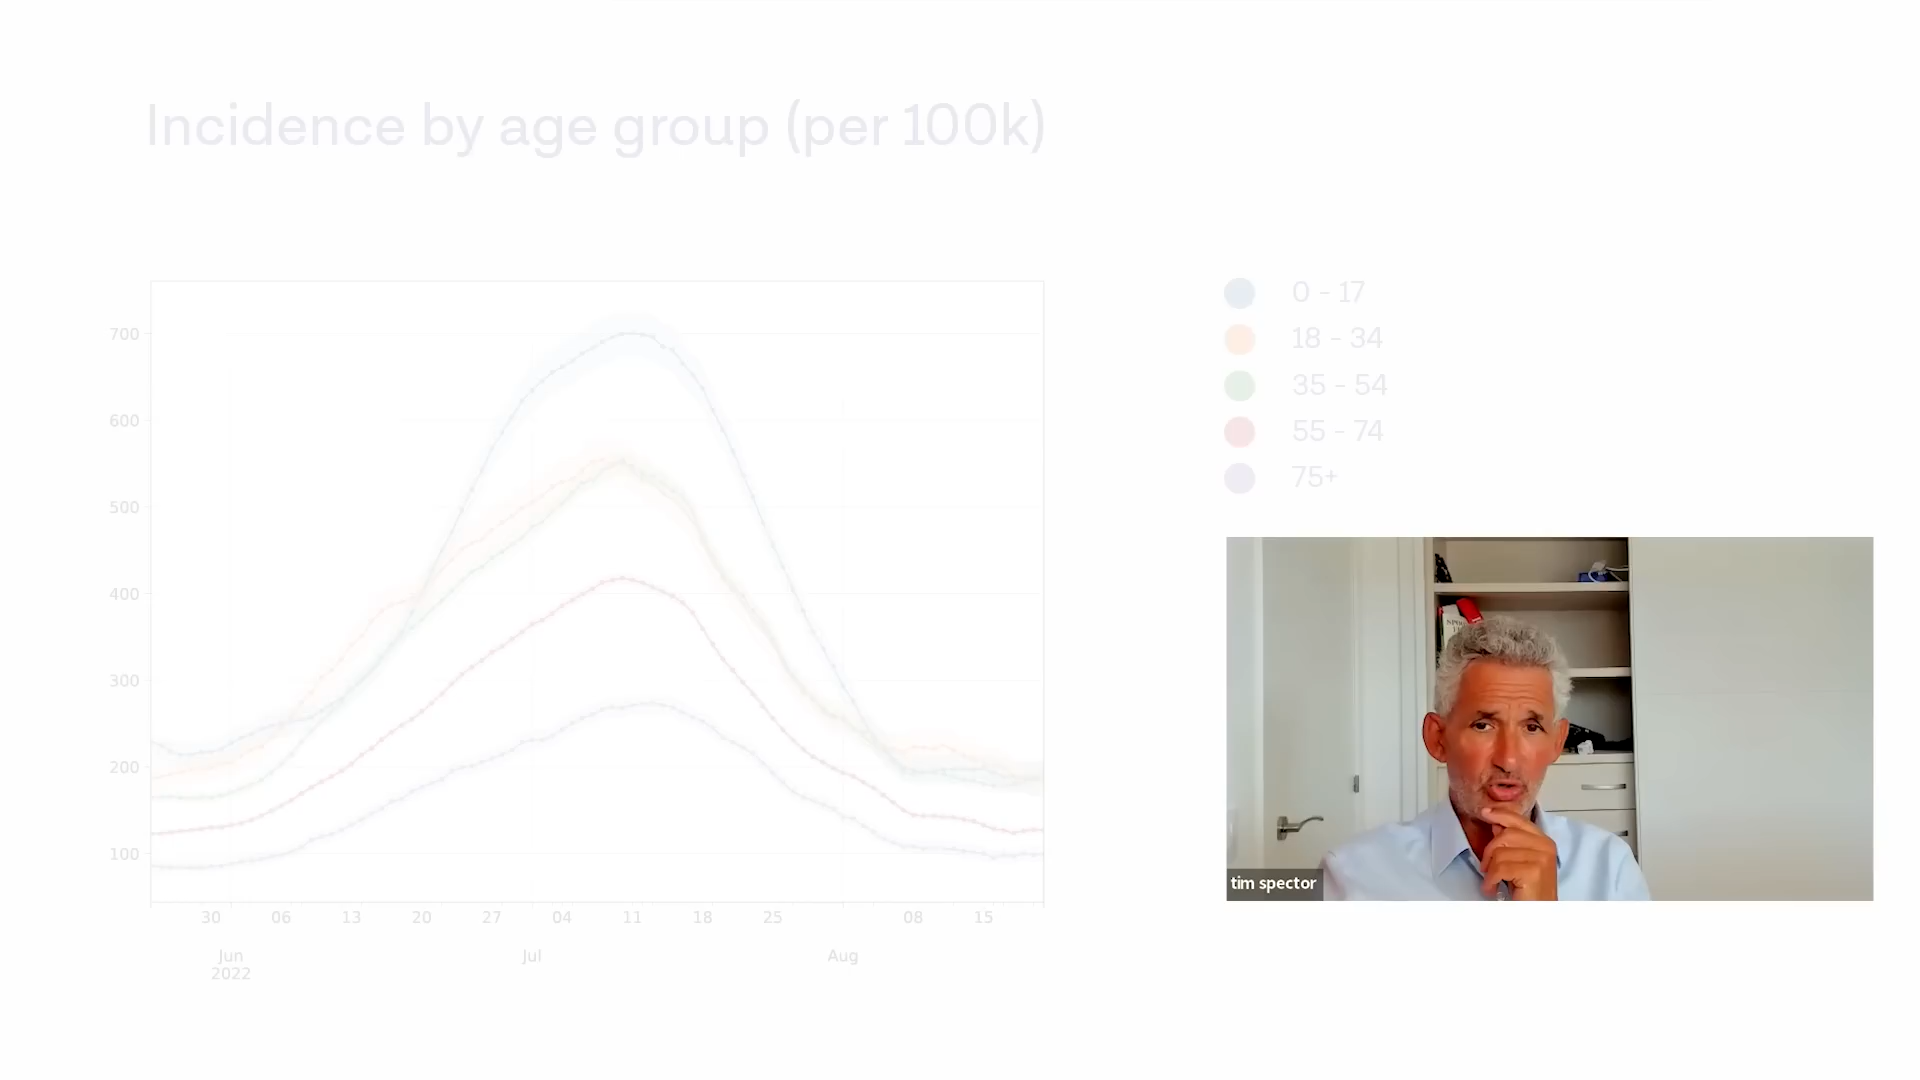 Incidence by age group (per 100k)
700
600
500
400
300
200
100
30 06 13 20 27 04 11 18 25 08 15
Jun Jul Aug
2022
0 - 17
18 - 34
35 - 54
55 - 74
75+
tim spector